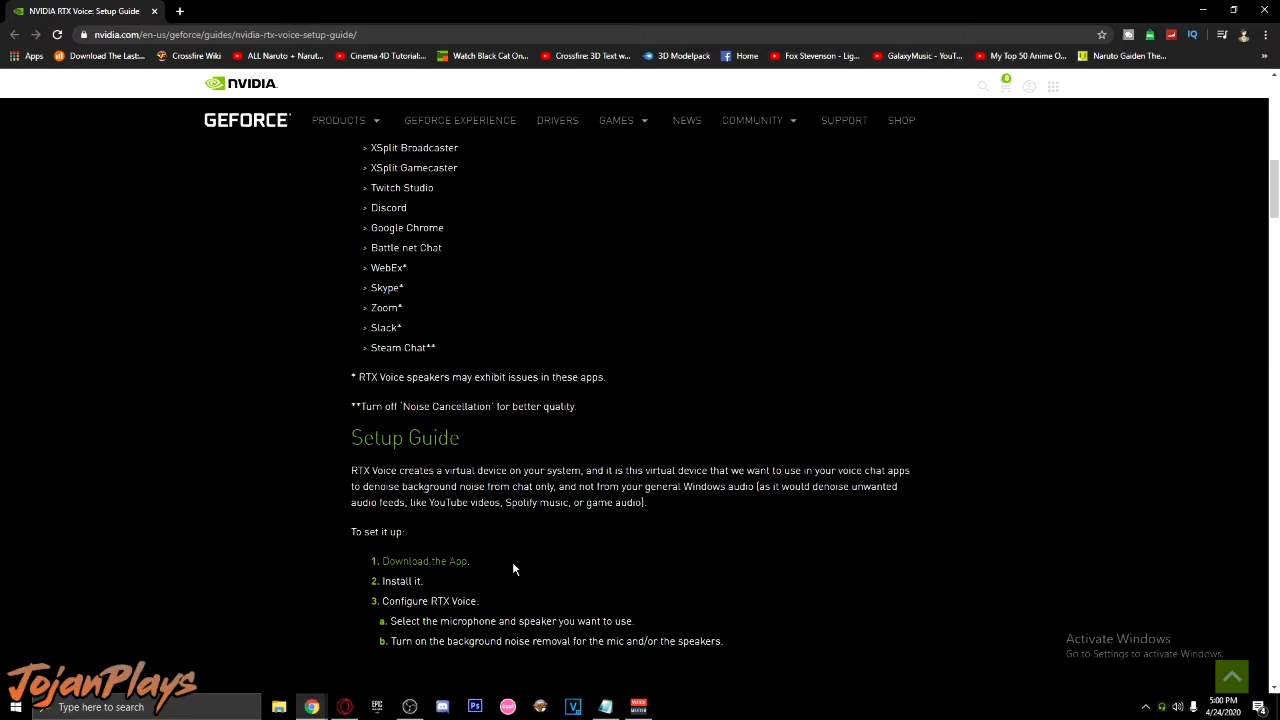 NVIDIA RTX Voice: Setup Guide
nvidia.com/en-us/geforce/guides/nvidia-rtx-voice-setup-guide/
Apps
Download The Last:...
Crossfire Wiki
ALL Naruto + Narut...
Cinema 4D Tutorial:...
Watch Black Cat On...
Crossfire: 3D Text w...
3D Modelpack
Home
Fox Stevenson - Lig...
GalaxyMusic - YouT...
My Top 50 Anime O...
Naruto Garden The...
NVIDIA.
0
GEFORCE
PRODUCTS
GEFORCE EXPERIENCE
DRIVERS
GAMES
NEWS
COMMUNITY
SUPPORT
SHOP
> XSplit Broadcaster
> XSplit Gamecaster
> Twitch Studio
> Discord
> Google Chrome
> Battle net Chat
> WebEx*
> Skype*
> Zoom*
> Slack*
> Steam Chat**
* RTX Voice speakers may exhibit issues in these apps.
**Turn off 'Noise Cancellation' for better quality.
Setup Guide
RTX Voice creates a virtual device on your system, and it is this virtual device that we want to use in your voice chat apps
to denoise background noise from chat only, and not from your general Windows audio (as it would denoise unwanted
audio feeds, like YouTube videos, Spotify music, or game audio).
To set it up:
1. Download the App.
2. Install it.
3. Configure RTX Voice:
a. Select the microphone and speaker you want to use.
b. Turn on the background noise removal for the mic and/or the speakers.
Activate Windows
Go to Settings to activate Windows.
TojanPlays
Type here to search
EPIC
Ps
osu!
5:00 PM
4/24/2020